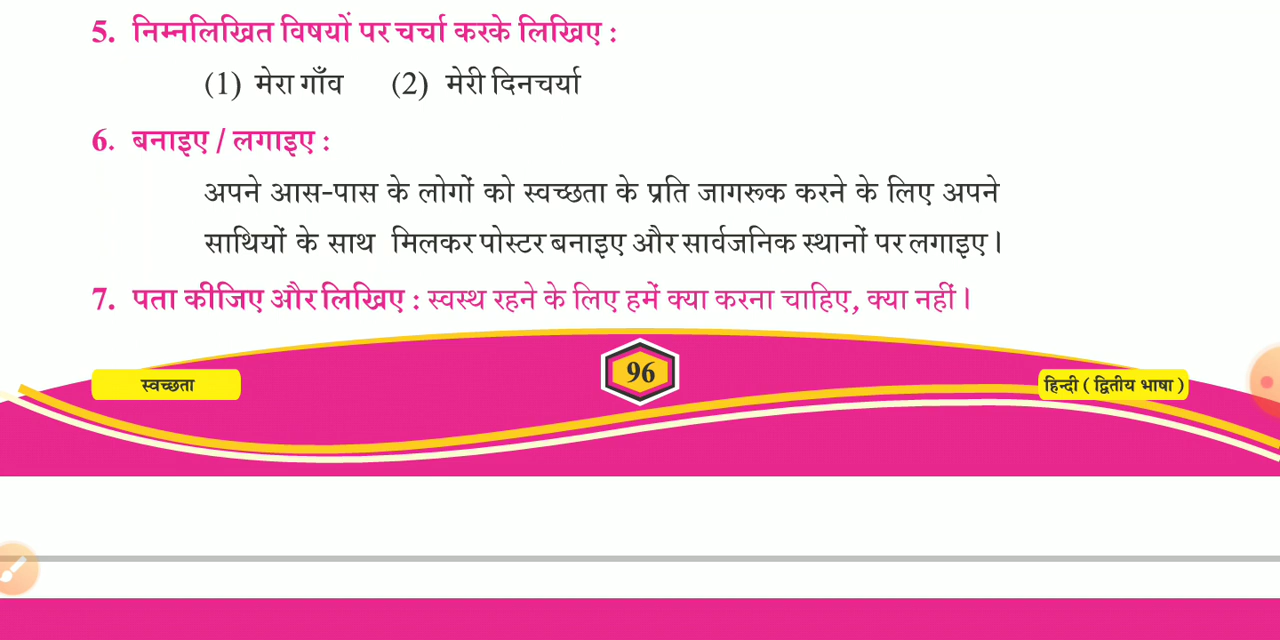 5. निम्नलिखित विषयों पर चर्चा करके लिखिए :
(1) मेरा गाँव (2) मेरी दिनचर्या
6. बनाइए / लगाइए :
अपने आस-पास के लोगों को स्वच्छता के प्रति जागरूक करने के लिए अपने
साथियों के साथ मिलकर पोस्टर बनाइए और सार्वजनिक स्थानों पर लगाइए।
7. पता कीजिए और लिखिए : स्वस्थ रहने के लिए हमें क्या करना चाहिए, क्या नहीं।
स्वच्छता 96 हिन्दी ( द्वितीय भाषा )